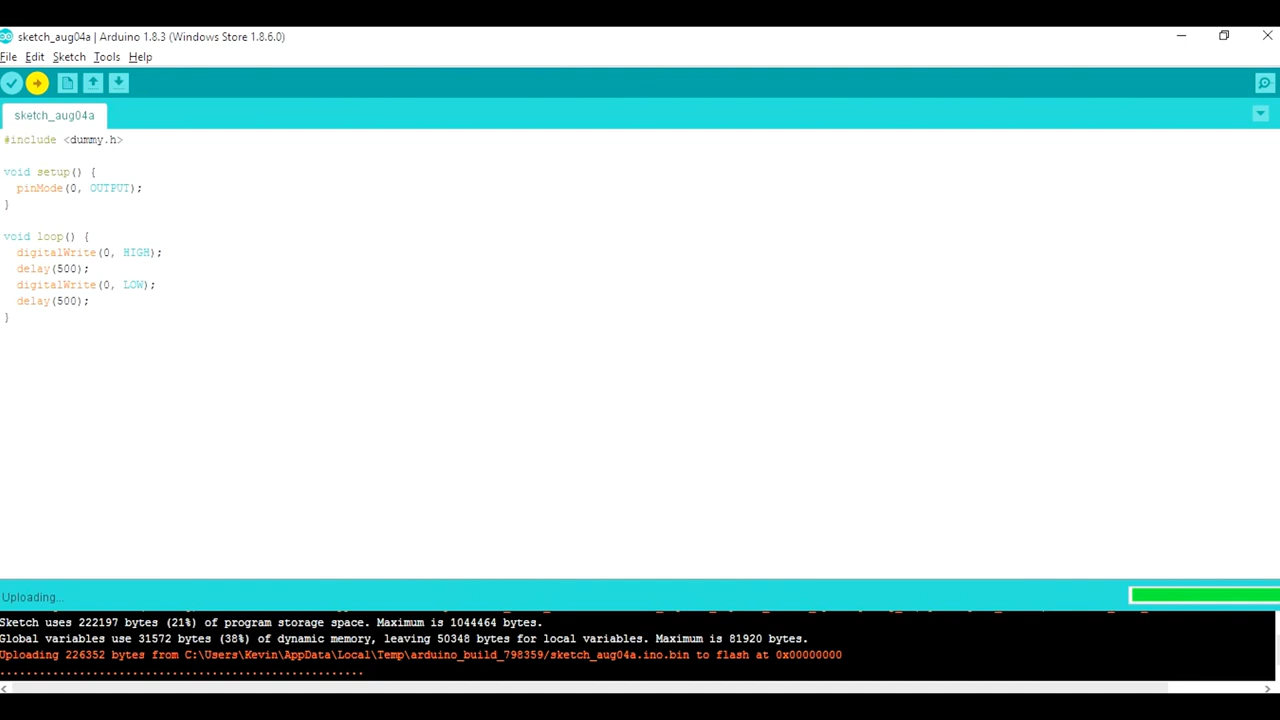 sketch_aug04a | Arduino 1.8.3 (Windows Store 1.8.6.0)
File Edit Sketch Tools Help
sketch_aug04a
#include <dummy.h>
void setup() {
pinMode(0, OUTPUT);
}
void loop() {
digitalWrite(0, HIGH);
delay(500);
digitalWrite(0, LOW);
delay(500);
}
Uploading...
Sketch uses 222197 bytes (21%) of program storage space. Maximum is 1044464 bytes.
Global variables use 31572 bytes (38%) of dynamic memory, leaving 50348 bytes for local variables. Maximum is 81920 bytes.
Uploading 226352 bytes from C:\Users\Kevin\AppData\Local\Temp\arduino_build_798359/sketch_aug04a.ino.bin to flash at 0x00000000
.......................................................